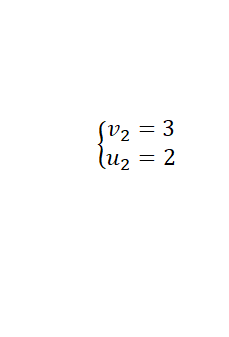 v₂ = 3
u₂ = 2